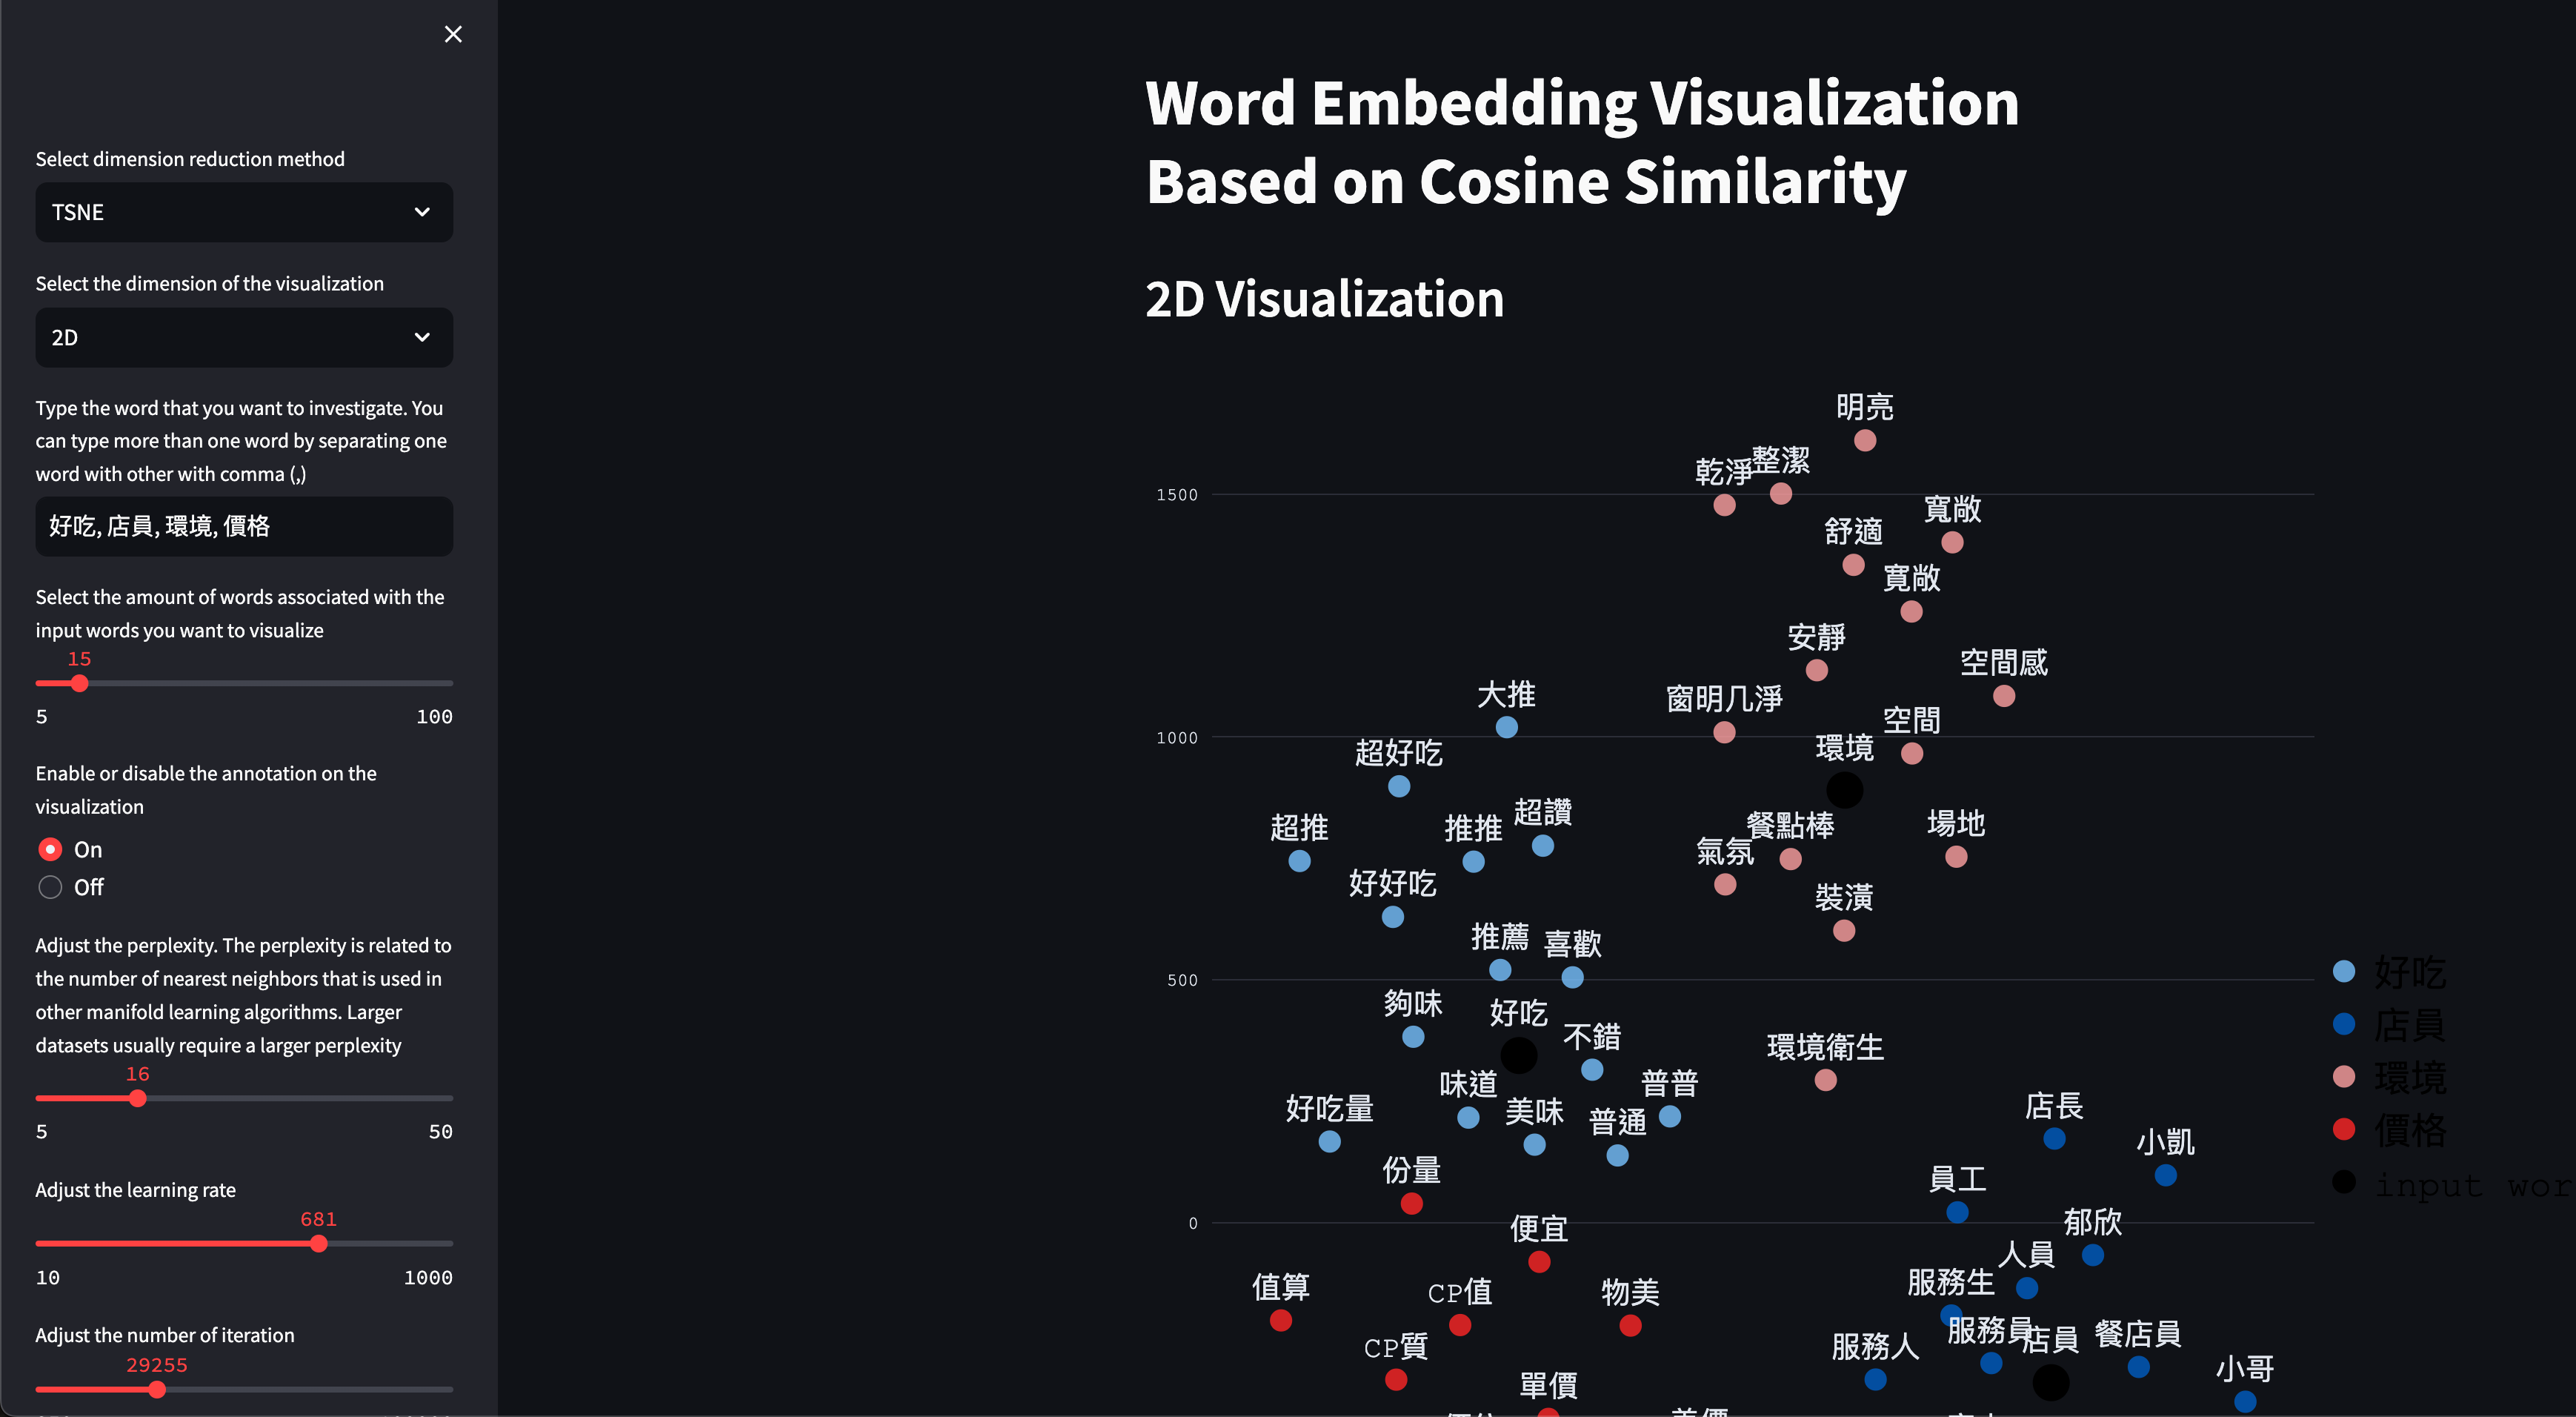 Select dimension reduction method
TSNE
Select the dimension of the visualization
2D
Type the word that you want to investigate. You
can type more than one word by separating one
word with other with comma (,)
好吃, 店員, 環境, 價格
Select the amount of words associated with the
input words you want to visualize
15
5
100
Enable or disable the annotation on the
visualization
On
Off
Adjust the perplexity. The perplexity is related to
the number of nearest neighbors that is used in
other manifold learning algorithms. Larger
datasets usually require a larger perplexity
16
5
50
Adjust the learning rate
681
10
1000
Adjust the number of iteration
29255
Word Embedding Visualization
Based on Cosine Similarity
2D Visualization
明亮
整潔
乾淨
1500
寬敞
舒適
寛敞
安靜
空間感
大推
窗明几淨
空間
1000
環境
超好吃
超讚
餐點棒
場地
超推
推推
氣氛
好好吃
裝潢
推薦
喜歡
500
夠味
好吃
不錯
環境衛生
味道
普普
好吃量
美味
普通
店長
小凱
份量
員工
0
便宜
郁欣
人員
值算
CP值
物美
服務生
CP質
服務人
服務員
店員
餐店員
單價
小哥
好吃
店員
環境
價格
input wor